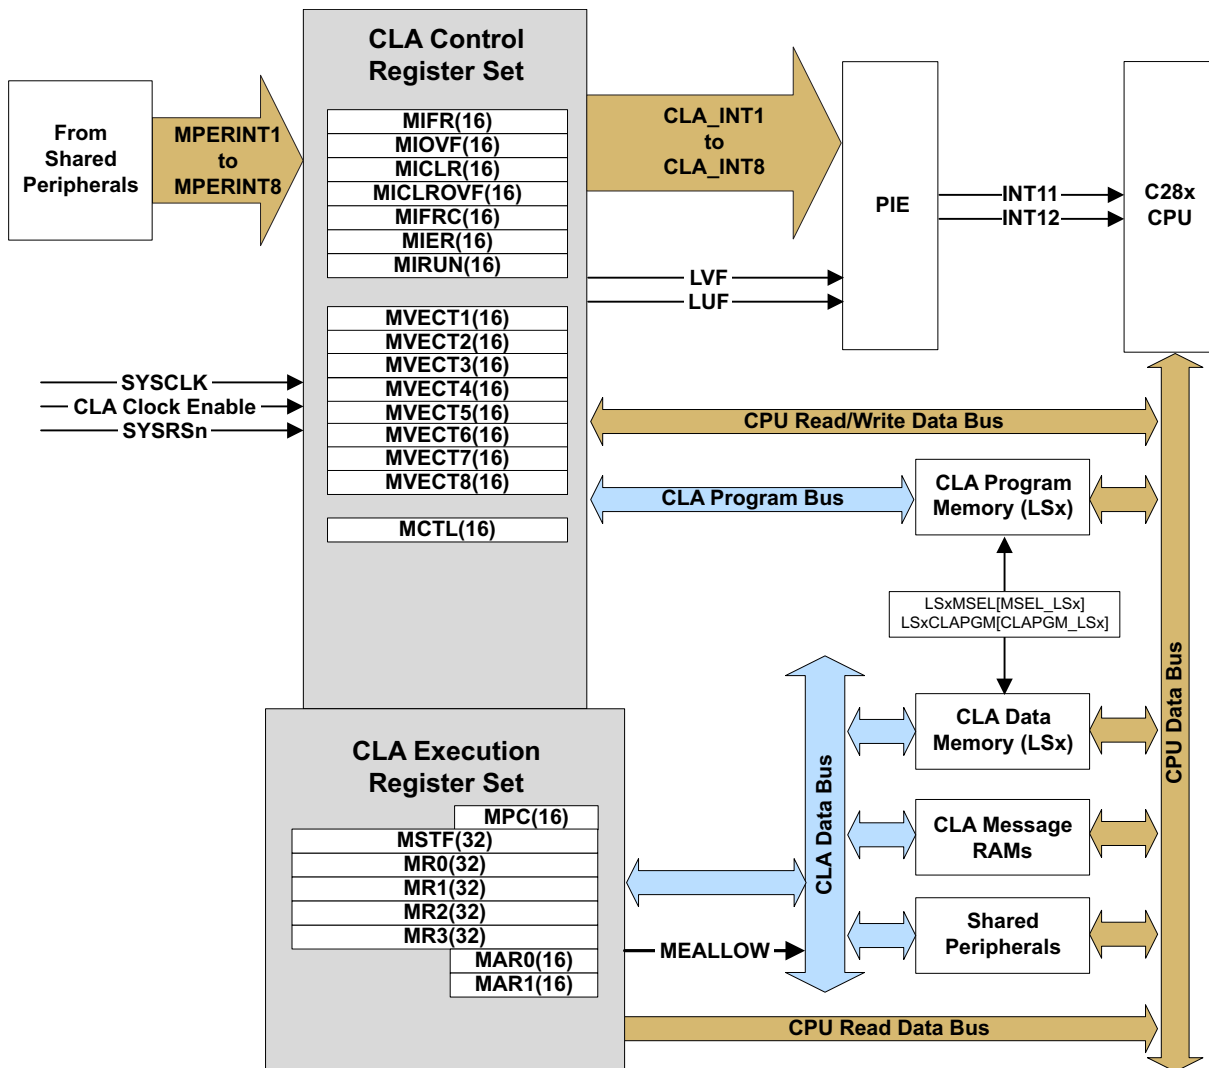 CLA Control
Register Set
From
Shared
Peripherals
MPERINT1
to
MPERINT8
MIFR(16)
MIOVF(16)
MICLR(16)
MICLROVF(16)
MIFRC(16)
MIER(16)
MIRUN(16)
CLA_INT1
to
CLA_INT8
LVF
LUF
PIE
INT11
INT12
C28x
CPU
MVECT1(16)
MVECT2(16)
MVECT3(16)
MVECT4(16)
MVECT5(16)
MVECT6(16)
MVECT7(16)
MVECT8(16)
SYSCLK
CLA Clock Enable
SYSRSn
MCTL(16)
CPU Read/Write Data Bus
CLA Program Bus
CLA Program
Memory (LSx)
LSxMSEL[MSEL_LSx]
LSxCLAPGM[CLAPGM_LSx]
CPU Data Bus
CLA Data Bus
CLA Data
Memory (LSx)
CLA Message
RAMs
Shared
Peripherals
CLA Execution
Register Set
MPC(16)
MSTF(32)
MR0(32)
MR1(32)
MR2(32)
MR3(32)
MAR0(16)
MAR1(16)
MEALLOW
CPU Read Data Bus